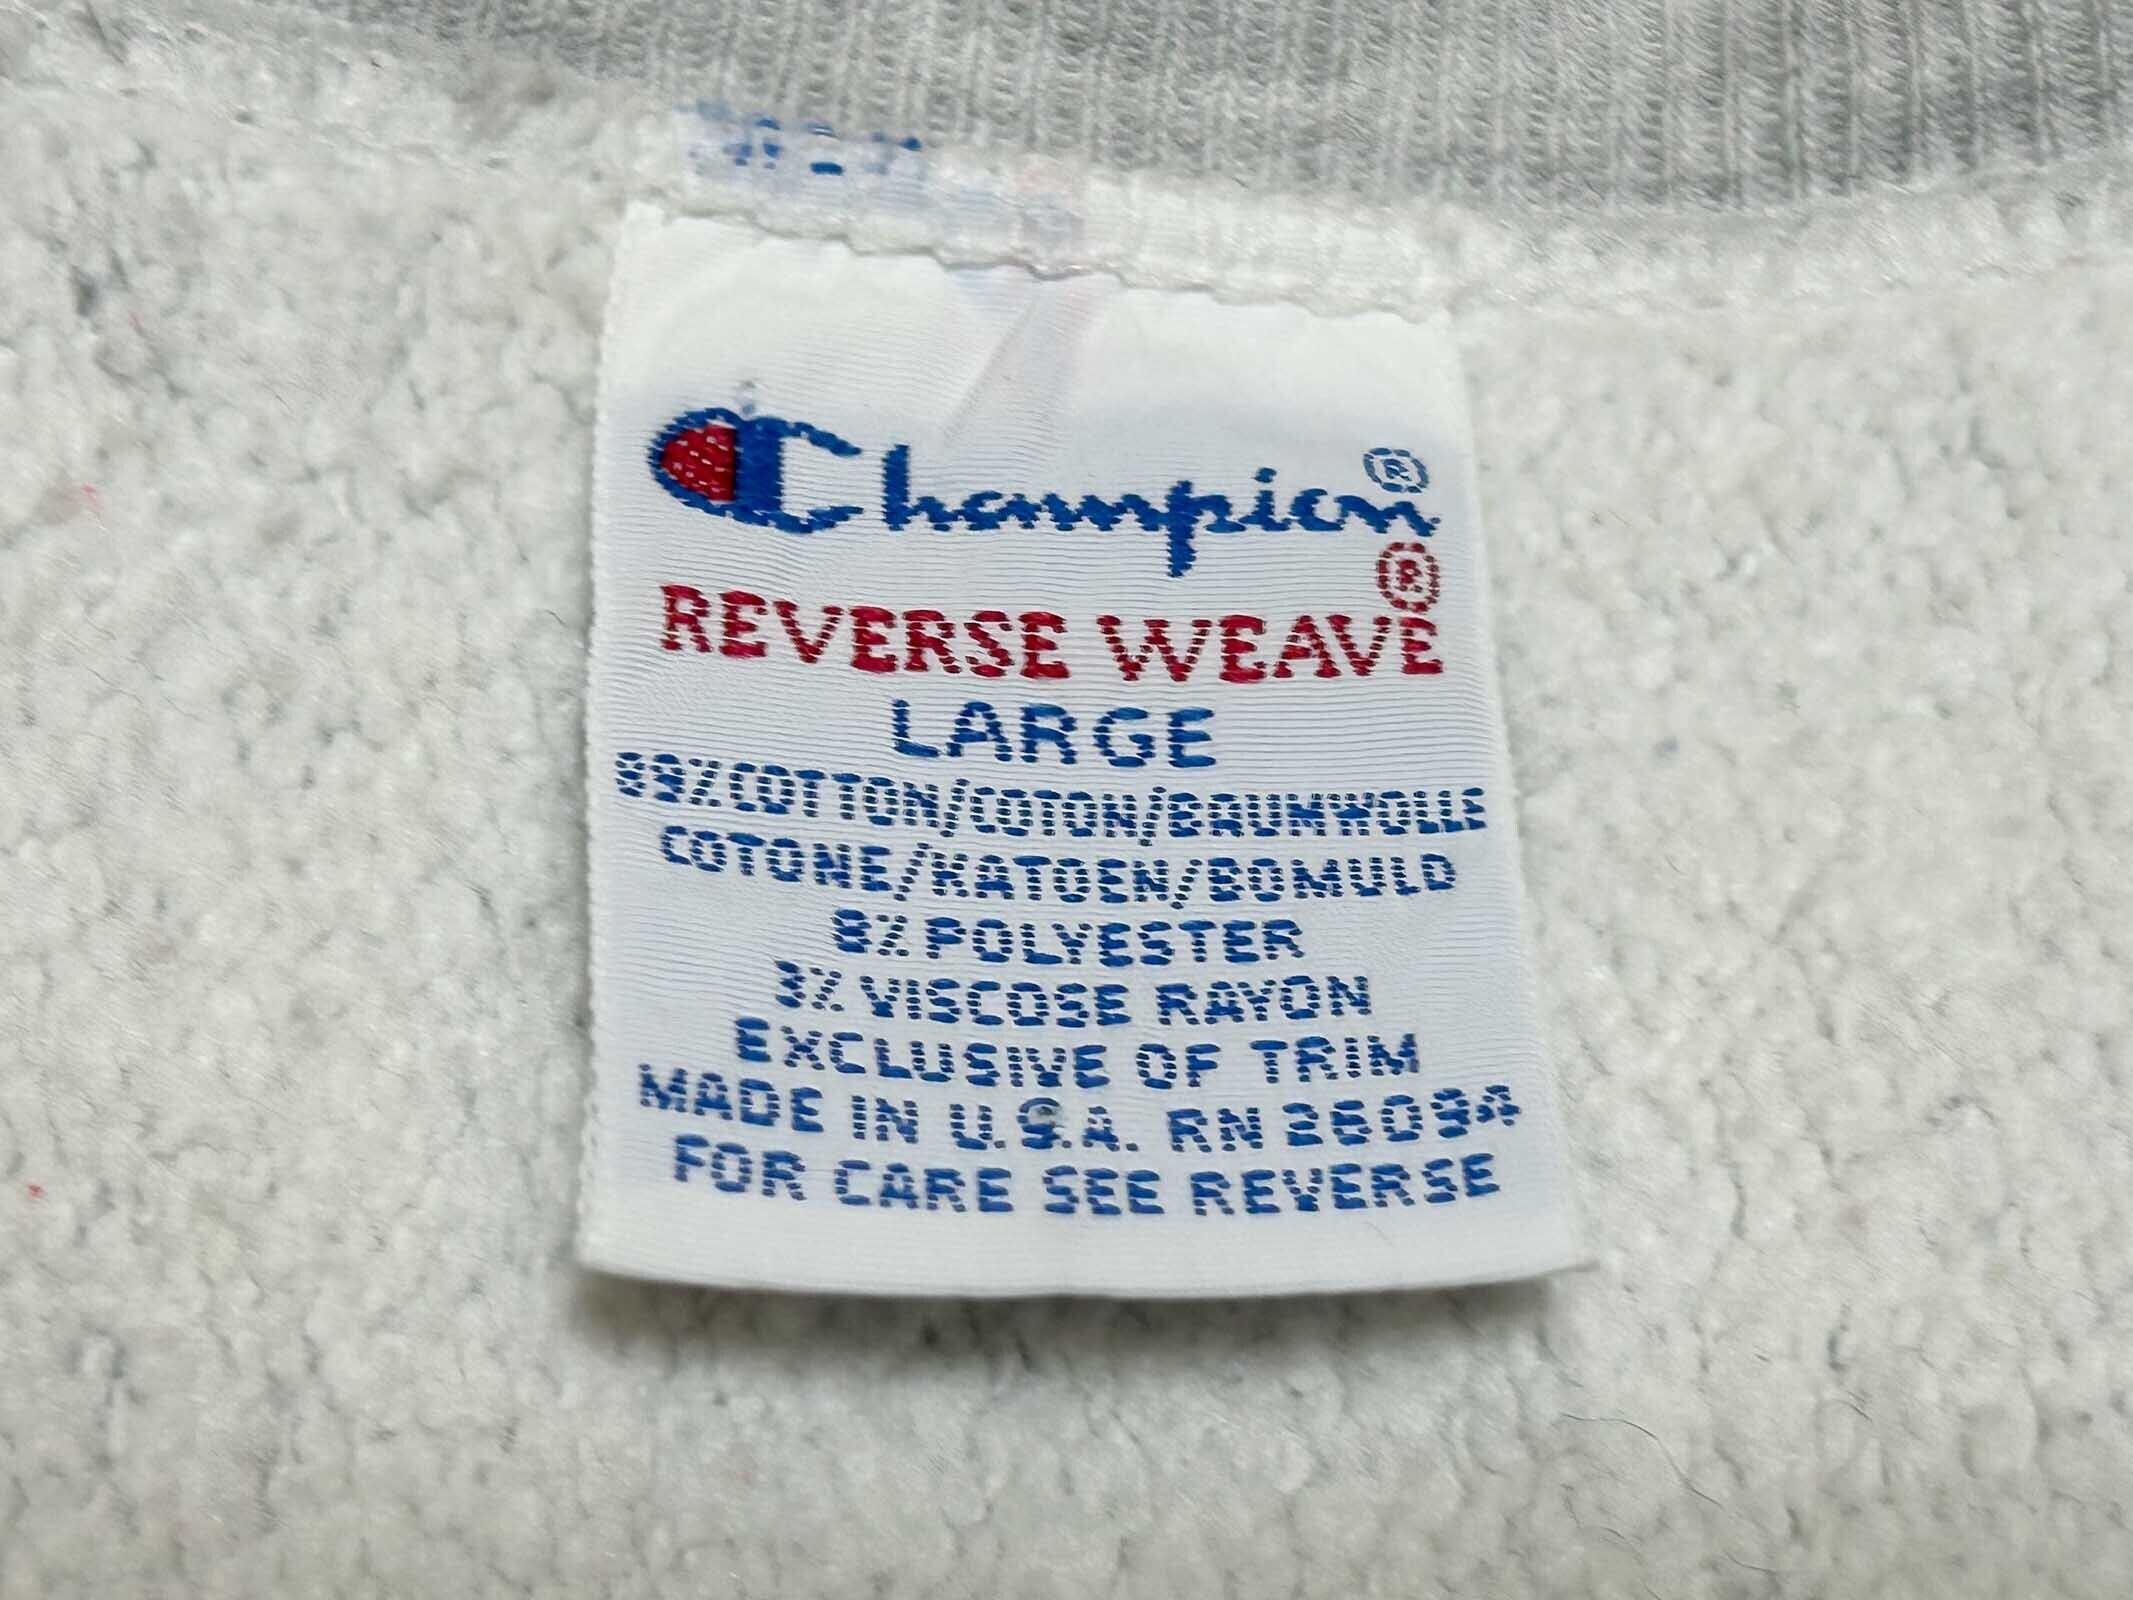 Champion®
REVERSE WEAVE®
LARGE
89% COTTON/COTON/BAUMWOLLE
COTONE/KATOEN/BOMULD
8% POLYESTER
3% VISCOSE RAYON
EXCLUSIVE OF TRIM
MADE IN U.S.A. RN 26094
FOR CARE SEE REVERSE